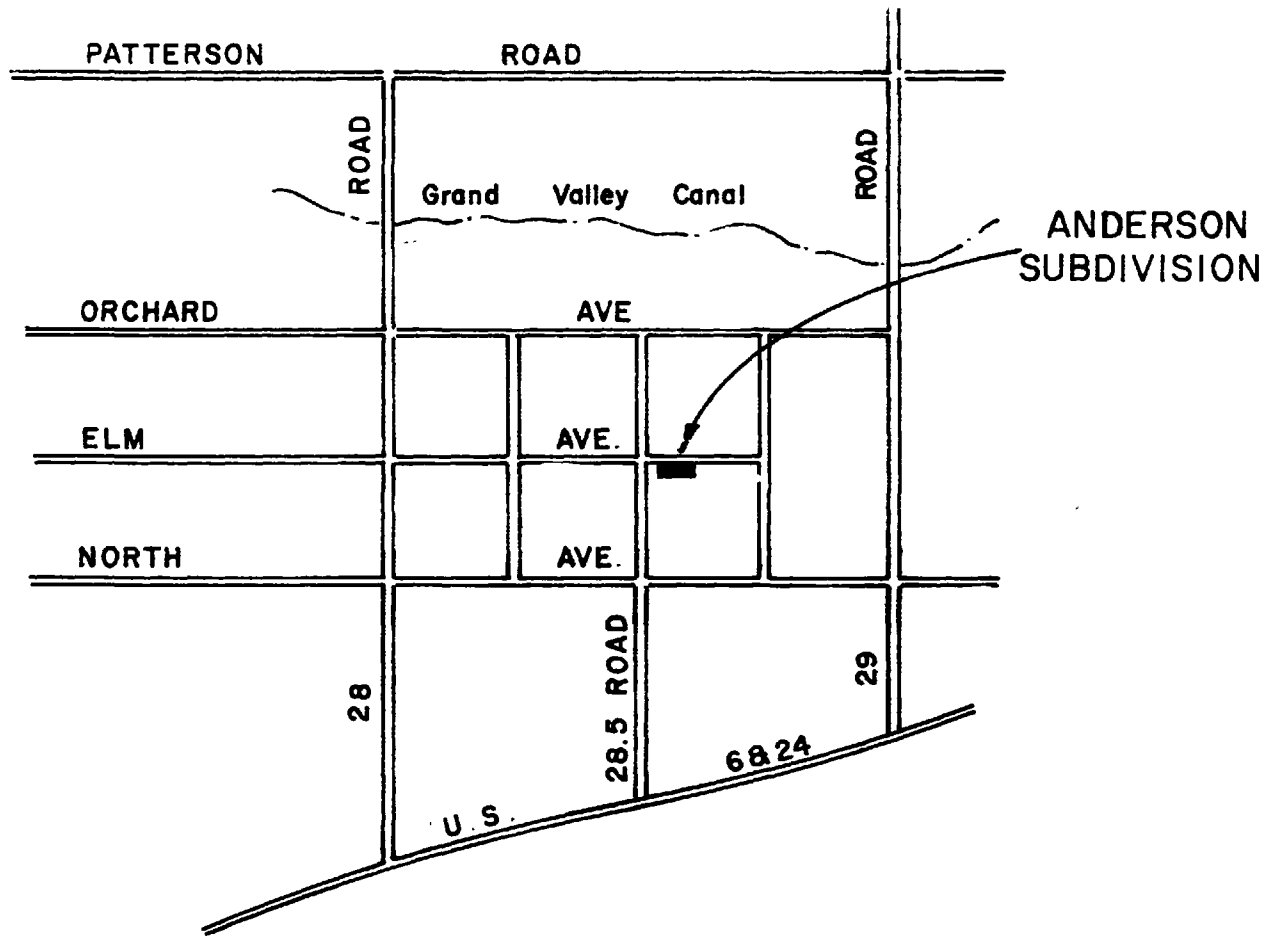 PATTERSON ROAD
ROAD
ROAD
Grand Valley Canal
ANDERSON
SUBDIVISION
ORCHARD AVE
ELM AVE.
NORTH AVE.
28
28.5 ROAD
29
U.S. 6&24